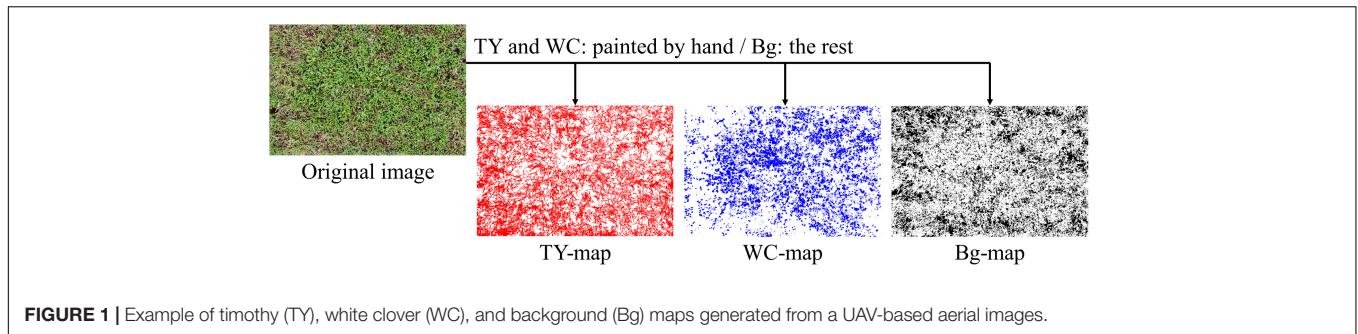 TY and WC: painted by hand / Bg: the rest
Original image
TY-map
WC-map
Bg-map
FIGURE 1 | Example of timothy (TY), white clover (WC), and background (Bg) maps generated from a UAV-based aerial images.